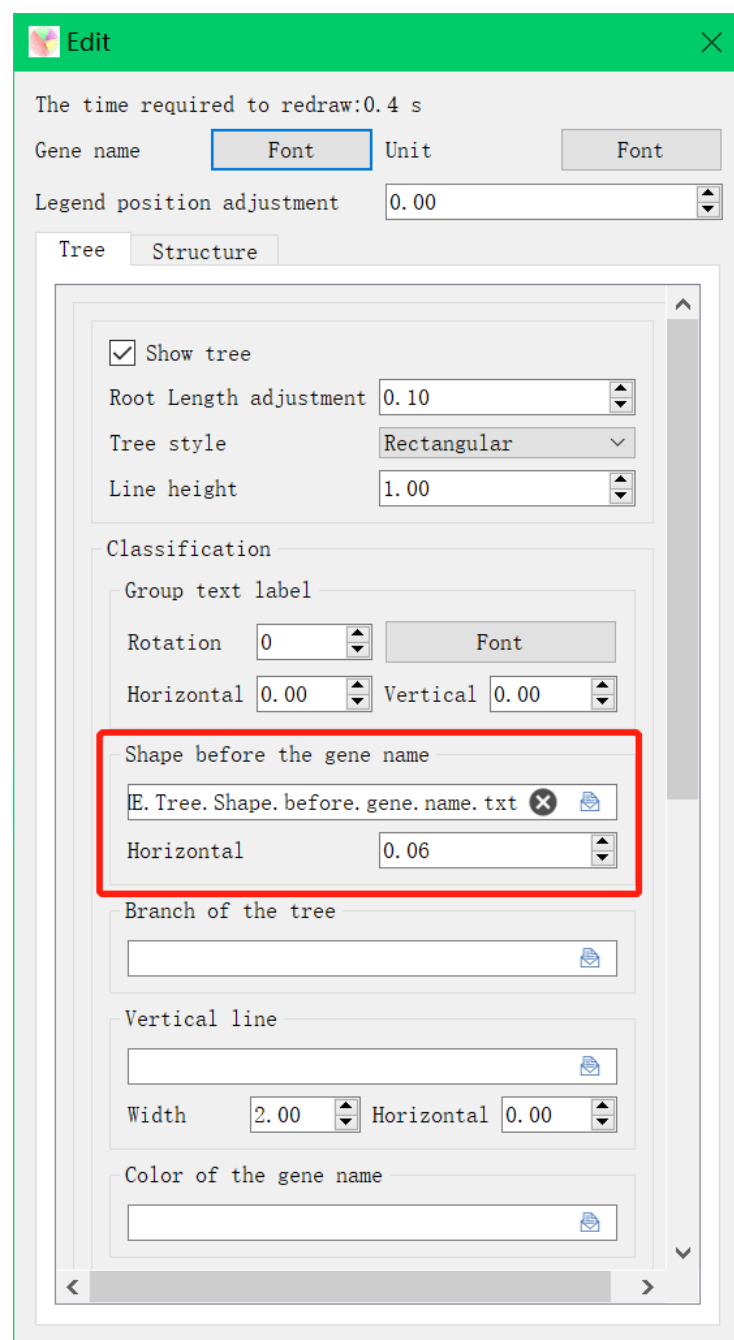 Edit
The time required to redraw:0.4 s
Gene name Font Unit Font
Legend position adjustment 0.00
Tree Structure
Show tree
Root Length adjustment 0.10
Tree style Rectangular
Line height 1.00
Classification
Group text label
Rotation 0 Font
Horizontal 0.00 Vertical 0.00
Shape before the gene name
E.Tree.Shape.before.gene.name.txt
Horizontal 0.06
Branch of the tree
Vertical line
Width 2.00 Horizontal 0.00
Color of the gene name